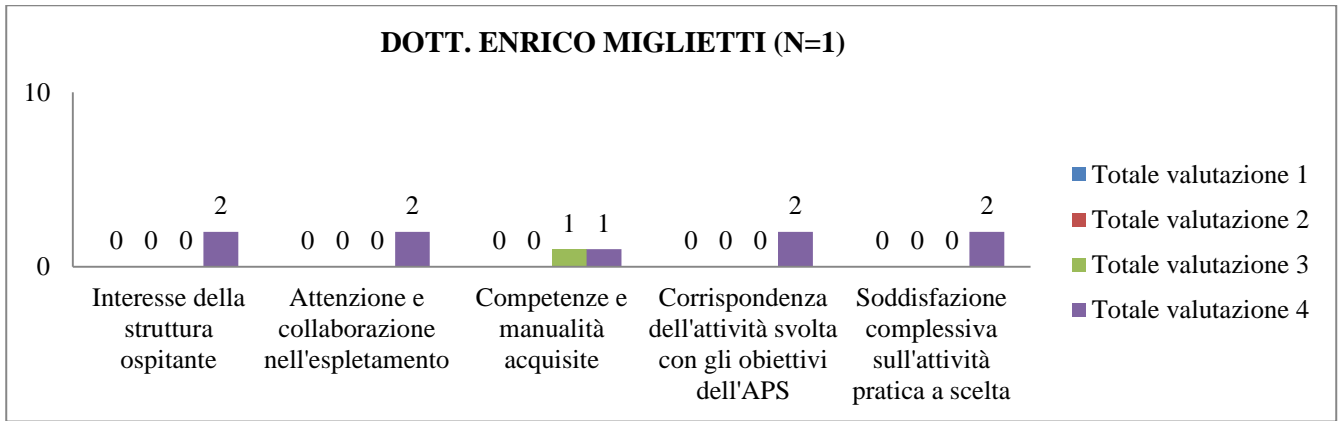 DOTT. ENRICO MIGLIETTI (N=1)
10
0
0 0 0 2
0 0 0 2
0 0 1 1
0 0 0 2
0 0 0 2
Interesse della
struttura
ospitante
Attenzione e
collaborazione
nell'espletamento
Competenze e
manualità
acquisite
Corrispondenza
dell'attività svolta
con gli obiettivi
dell'APS
Soddisfazione
complessiva
sull'attività
pratica a scelta
Totale valutazione 1
Totale valutazione 2
Totale valutazione 3
Totale valutazione 4